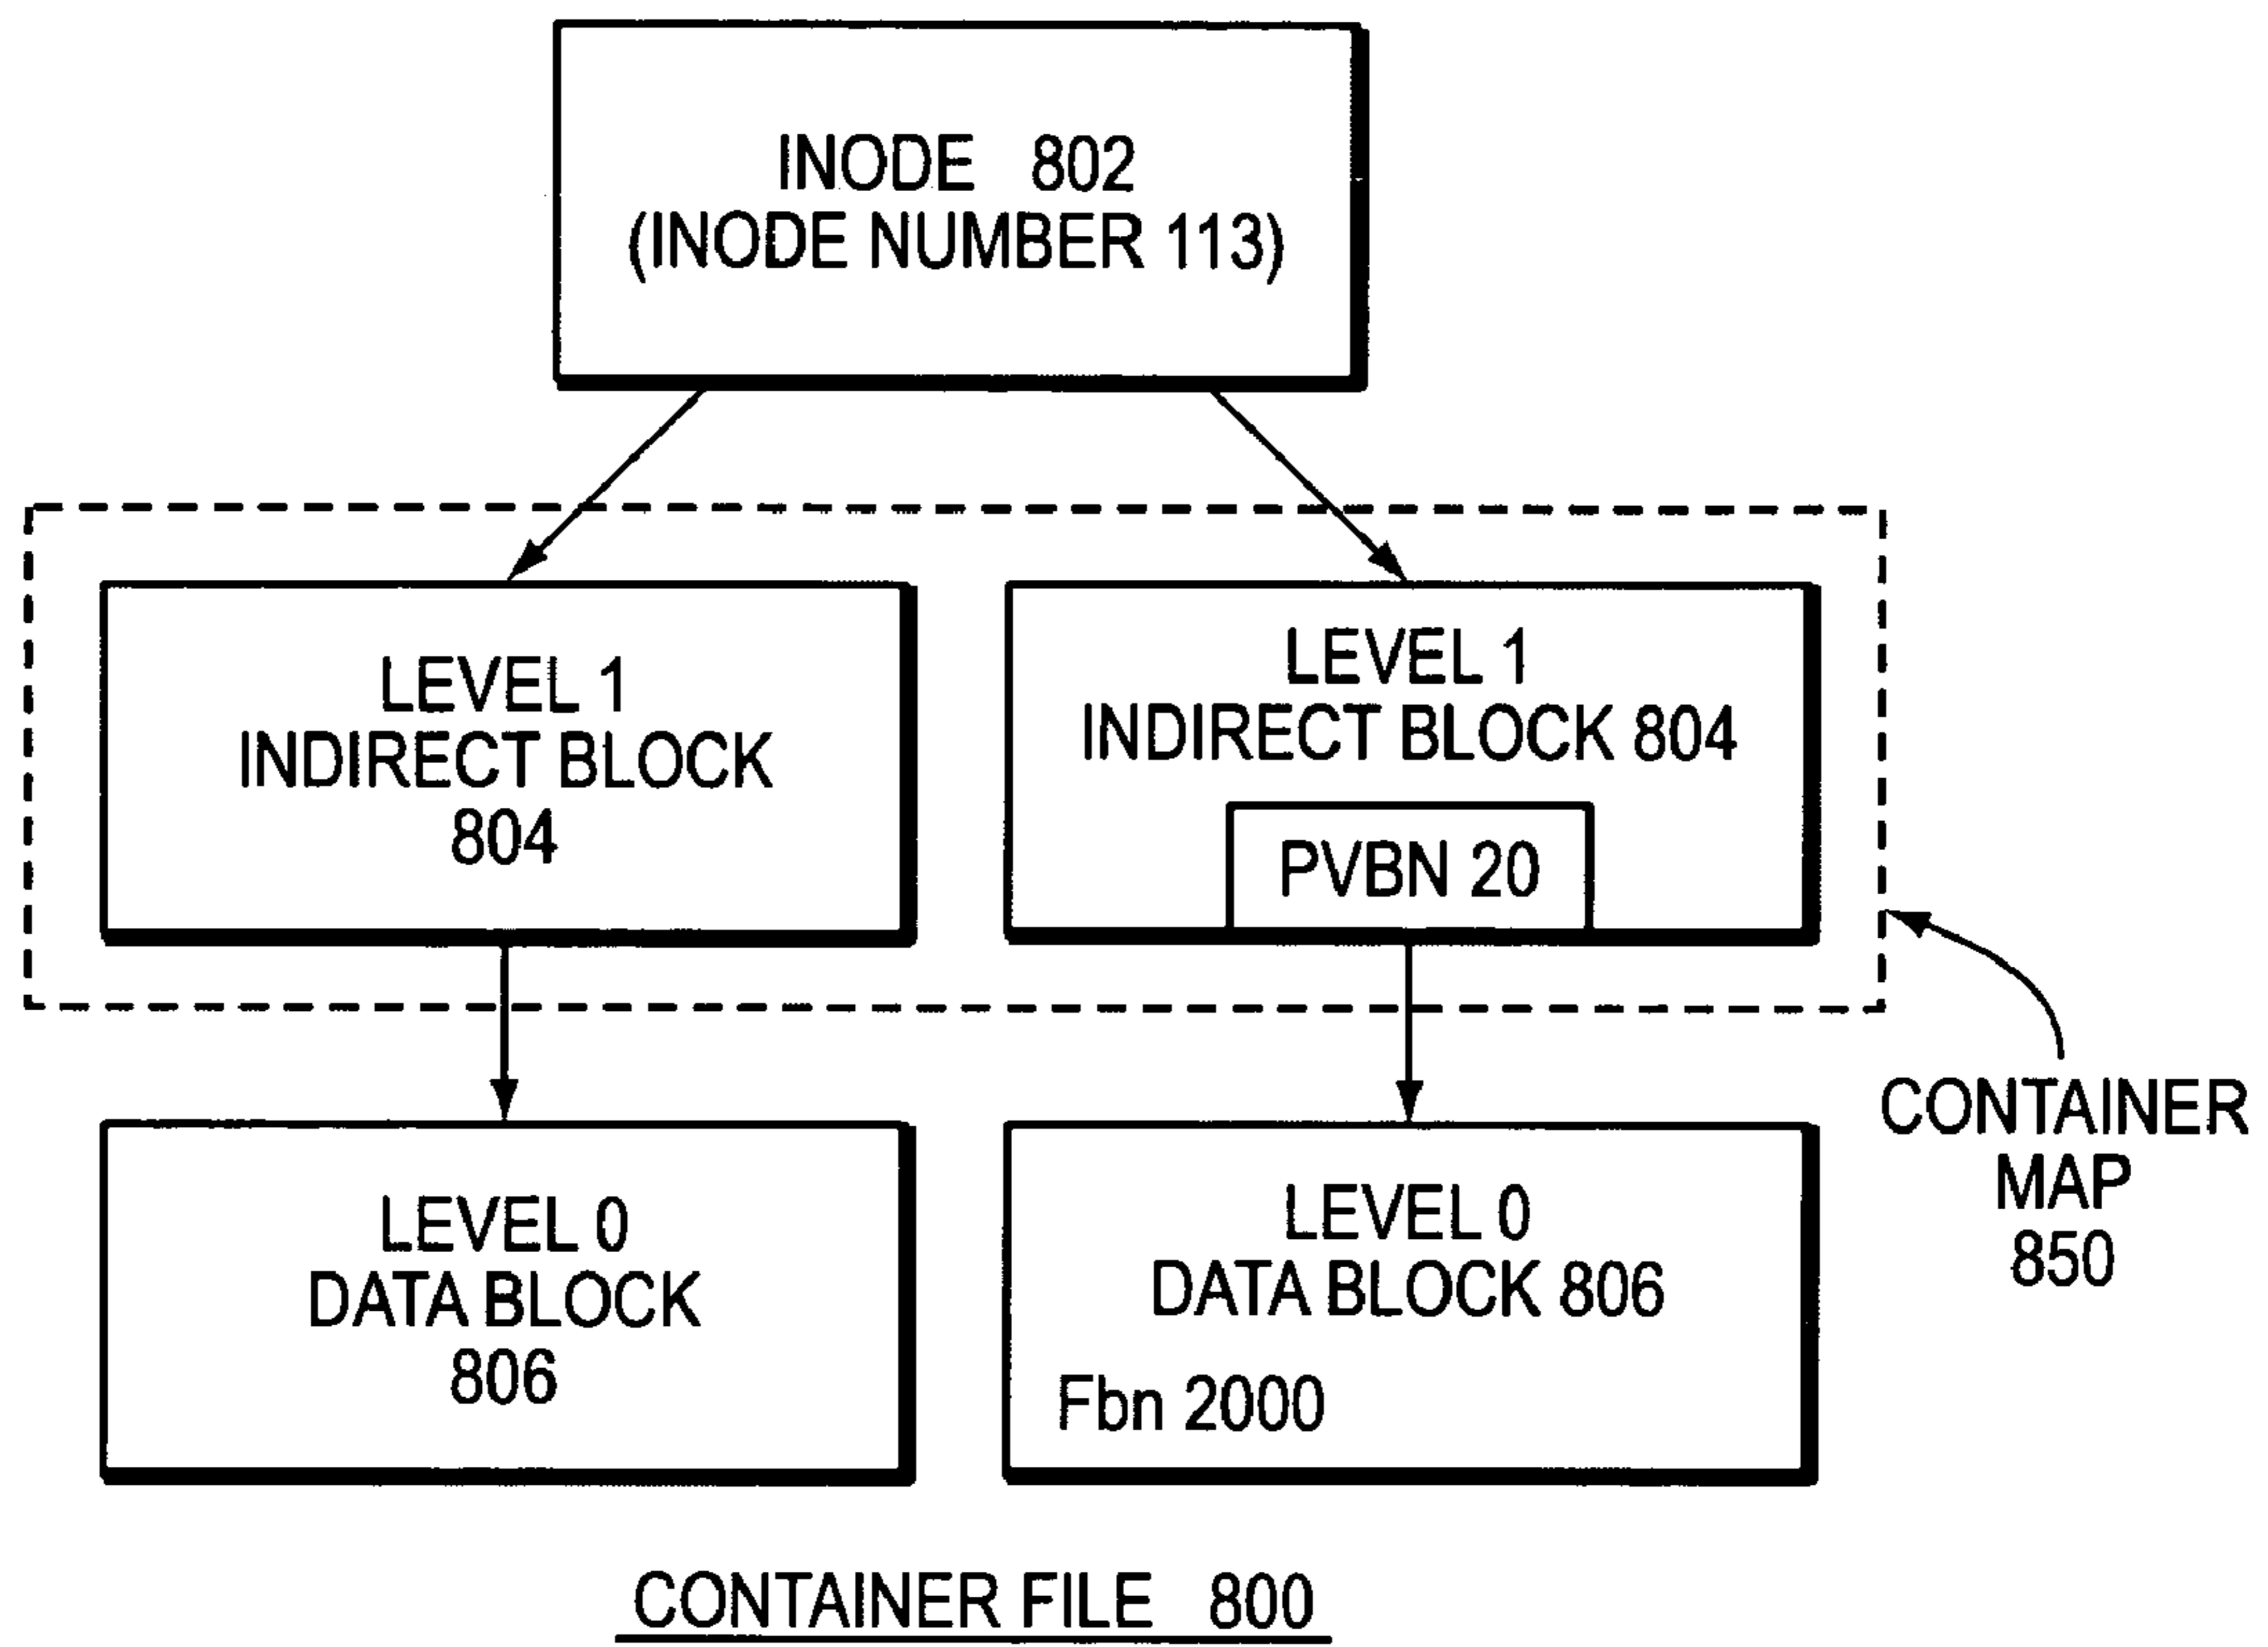 INODE 802
(INODE NUMBER 113)
LEVEL 1
INDIRECT BLOCK
804
LEVEL 1
INDIRECT BLOCK 804
PVBN 20
CONTAINER
MAP
850
LEVEL 0
DATA BLOCK
806
LEVEL 0
DATA BLOCK 806
Fbn 2000
CONTAINER FILE 800